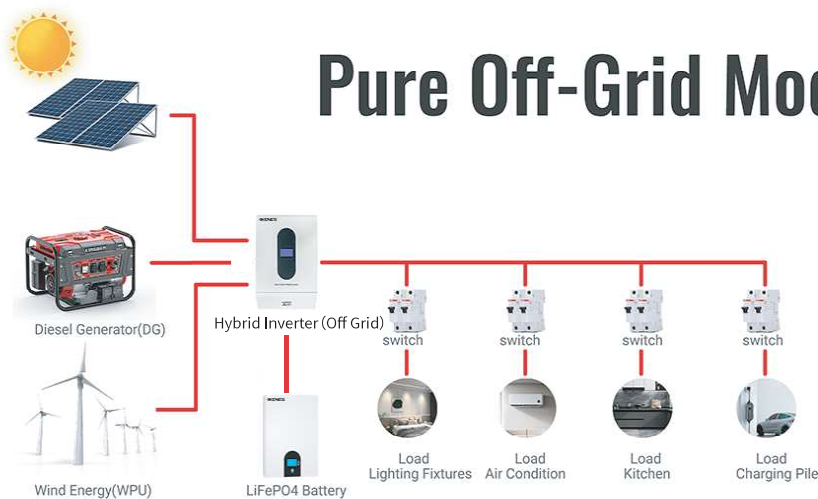 Pure Off-Grid Mod
Diesel Generator(DG)
Hybrid Inverter (Off Grid)
switch
switch
switch
switch
Load
Lighting Fixtures
Load
Air Condition
Load
Kitchen
Load
Charging Pile
Wind Energy(WPU)
LiFePO4 Battery